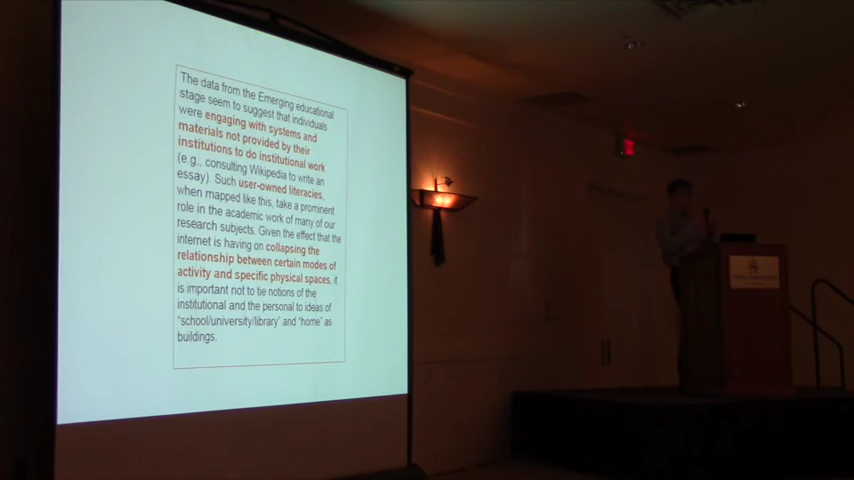 The data from the Emerging educational
stage seem to suggest that individuals
were engaging with systems and
materials not provided by their
institutions to do institutional work
(e.g., consulting Wikipedia to write an
essay). Such user-owned literacies,
when mapped like this, take a prominent
role in the academic work of many of our
research subjects. Given the effect that the
internet is having on collapsing the
relationship between certain modes of
activity and specific physical spaces, it
is important not to tie notions of the
institutional and the personal to ideas of
"school/university/library" and "home" as
buildings.